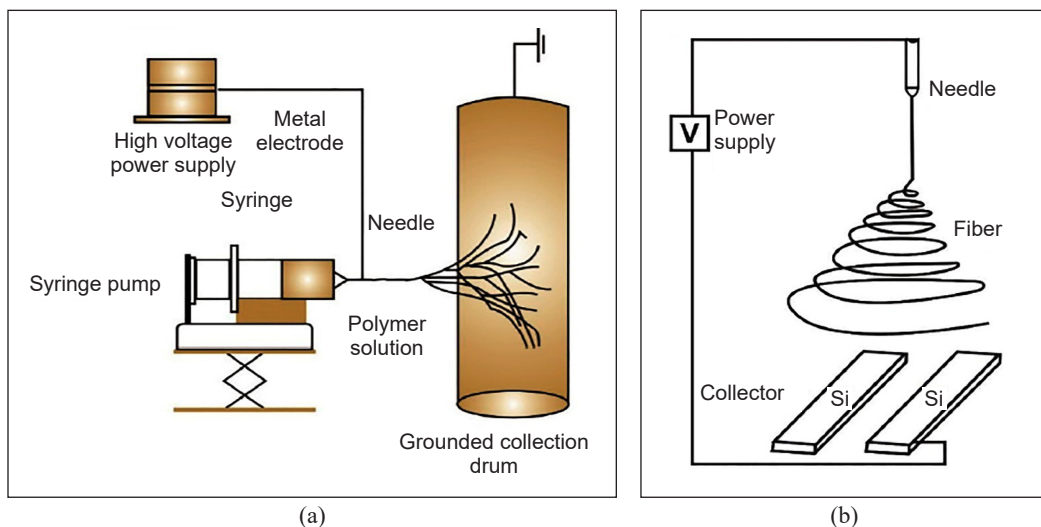 High voltage
power supply
Metal
electrode
Syringe
Needle
Syringe pump
Polymer
solution
Grounded collection
drum
(a)
Needle
V
Power
supply
Fiber
Collector
Si
Si
(b)